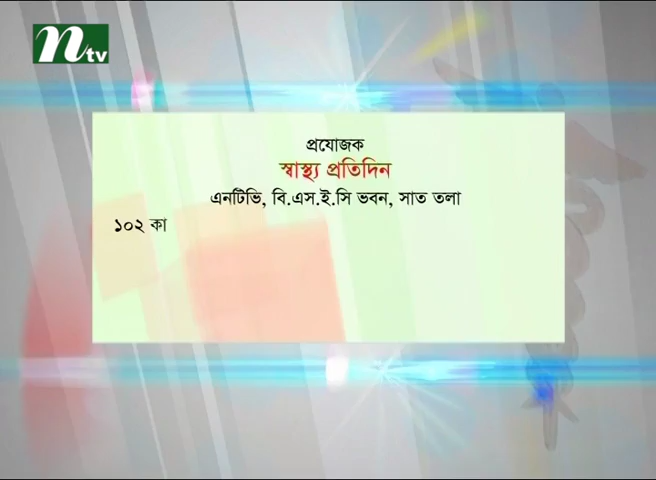 ntv
প্রযোজক
স্বাস্থ্য প্রতিদিন
এনটিভি, বি.এস.ই.সি ভবন, সাত তলা
১০২ কা